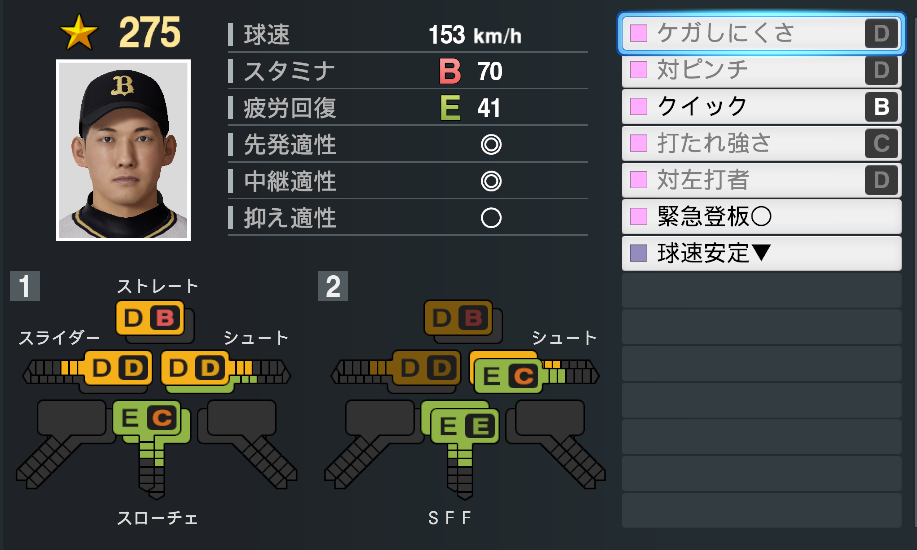 275
B
球速 153 km/h
スタミナ B 70
疲労回復 E 41
先発適性 ◎
中継適性 ◎
抑え適性 ○
ケガしにくさ D
対ピンチ D
クイック B
打たれ強さ C
対左打者 D
緊急登板○
球速安定▼
1
ストレート
D B
スライダー
シュート
D D
D D
E C
スローチェ
2
D B
シュート
D D
E C
E E
SFF